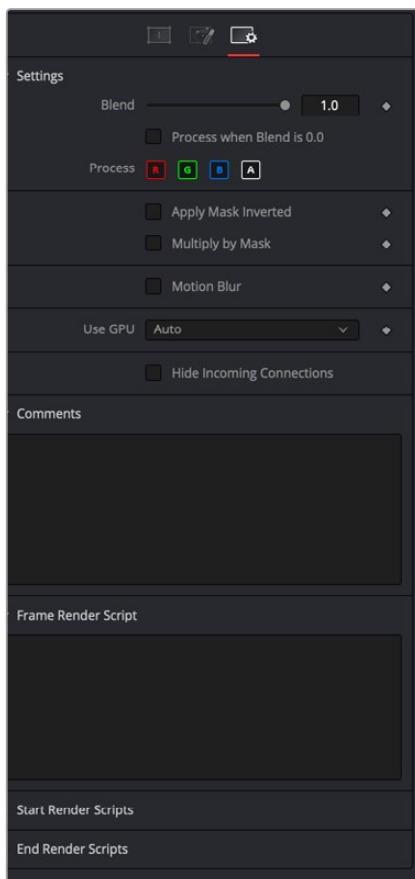 Settings
Blend 1.0
Process when Blend is 0.0
Process R G B A
Apply Mask Inverted
Multiply by Mask
Motion Blur
Use GPU Auto
Hide Incoming Connections
Comments
Frame Render Script
Start Render Scripts
End Render Scripts